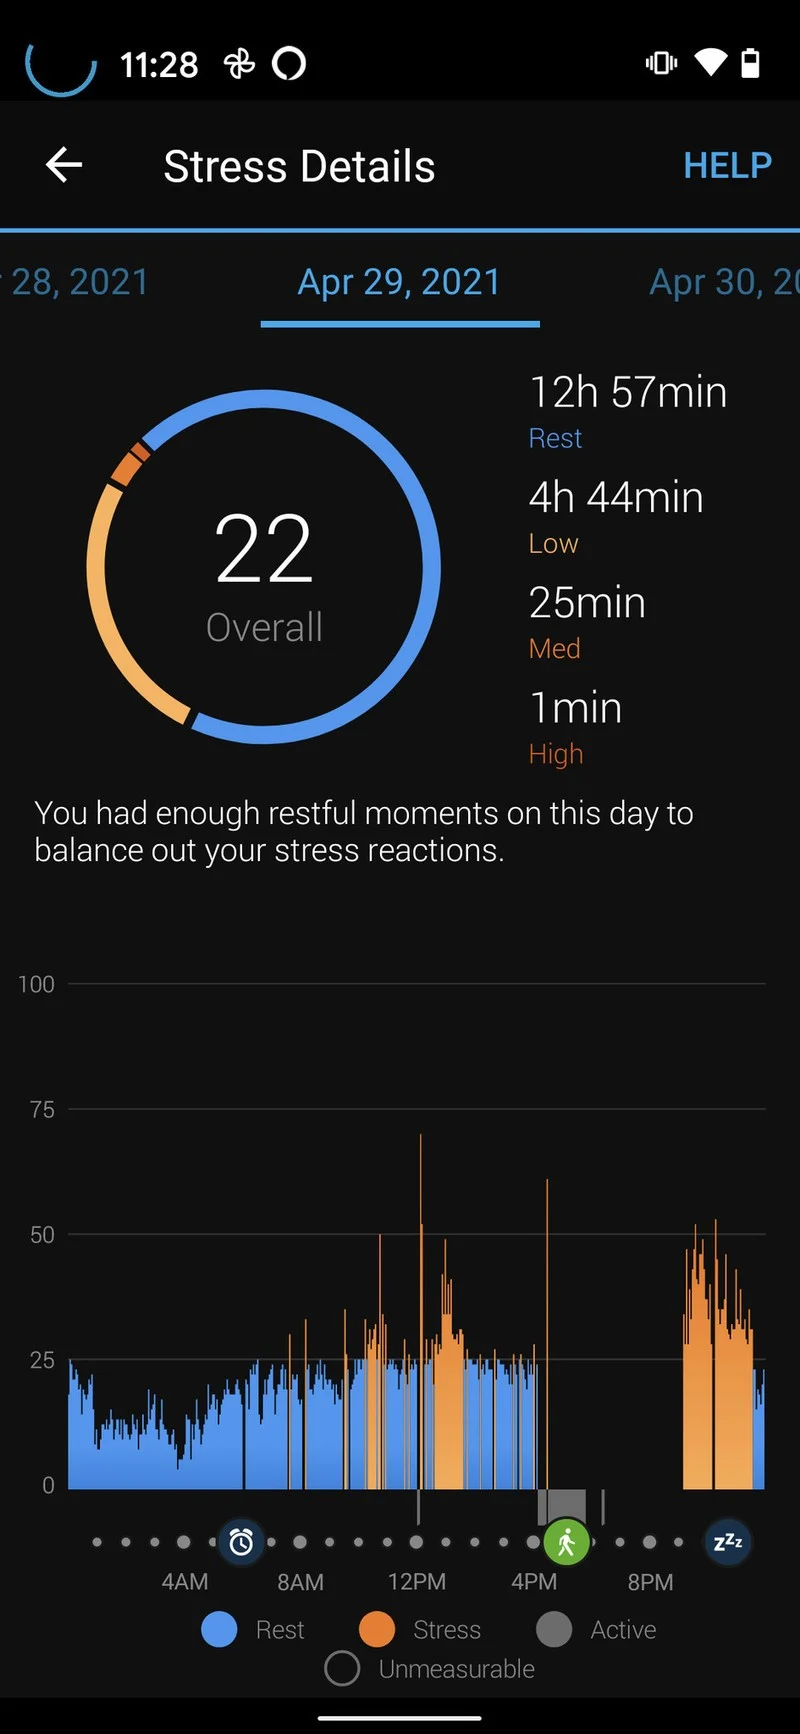 11:28
Stress Details
HELP
28, 2021
Apr 29, 2021
Apr 30, 20
12h 57min
Rest
4h 44min
Low
25min
Med
1min
High
22
Overall
You had enough restful moments on this day to
balance out your stress reactions.
100
75
50
25
0
zzz
4AM
8AM
12PM
4PM
8PM
Rest
Stress
Active
Unmeasurable